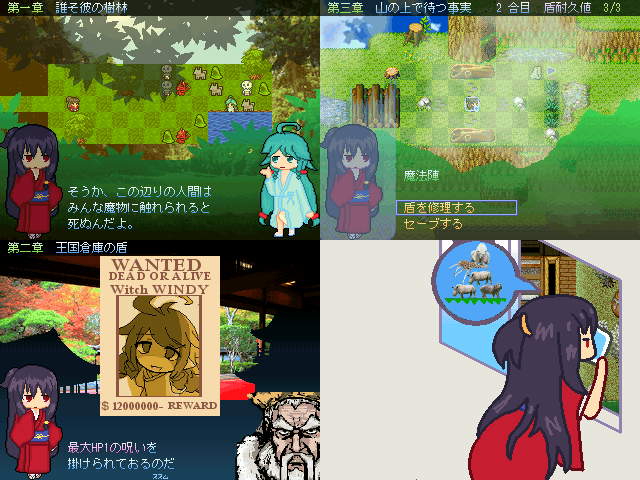 第一章　誰そ彼の樹林
そうか、この辺りの人間は
みんな魔物に触れられると
死ぬんだよ。
第三章　山の上で待つ事実　2 合目　盾耐久値　3/3
魔法陣
盾を修理する
セーブする
第二章　王国倉庫の盾
WANTED
DEAD OR ALIVE
Witch WINDY
$ 12000000- REWARD
最大HP1の呪いを
掛けられておるのだ